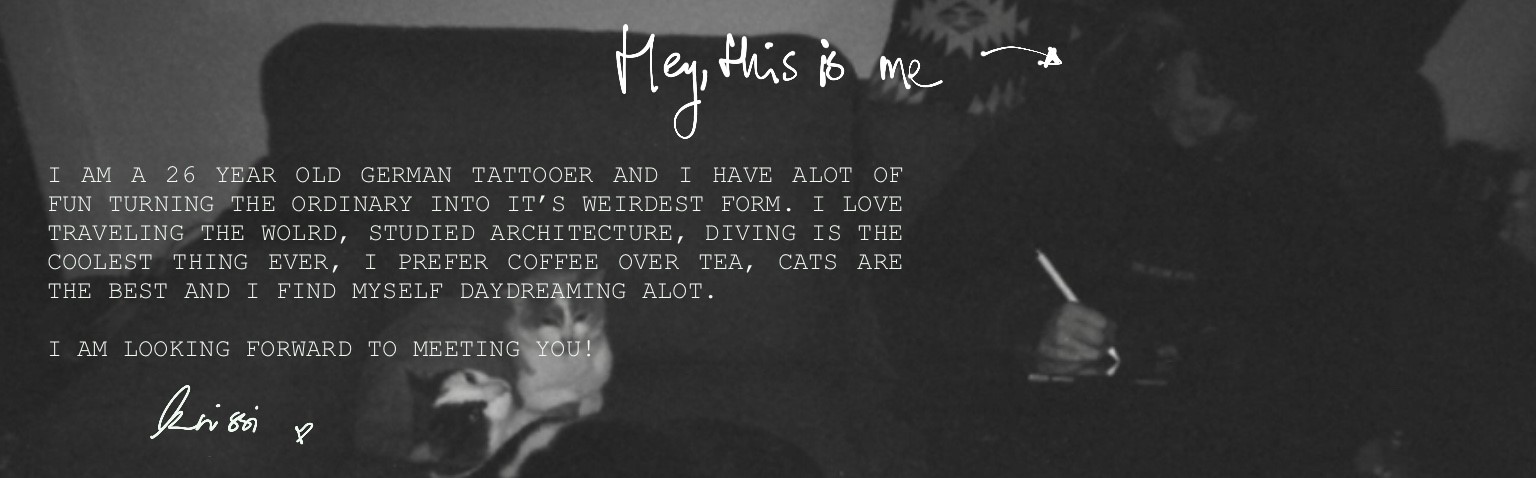 Hey, this is me
I AM A 26 YEAR OLD GERMAN TATTOOER AND I HAVE ALOT OF
FUN TURNING THE ORDINARY INTO IT’S WEIRDEST FORM. I LOVE
TRAVELING THE WOLRD, STUDIED ARCHITECTURE, DIVING IS THE
COOLEST THING EVER, I PREFER COFFEE OVER TEA, CATS ARE
THE BEST AND I FIND MYSELF DAYDREAMING ALOT.
I AM LOOKING FORWARD TO MEETING YOU!
Krissi